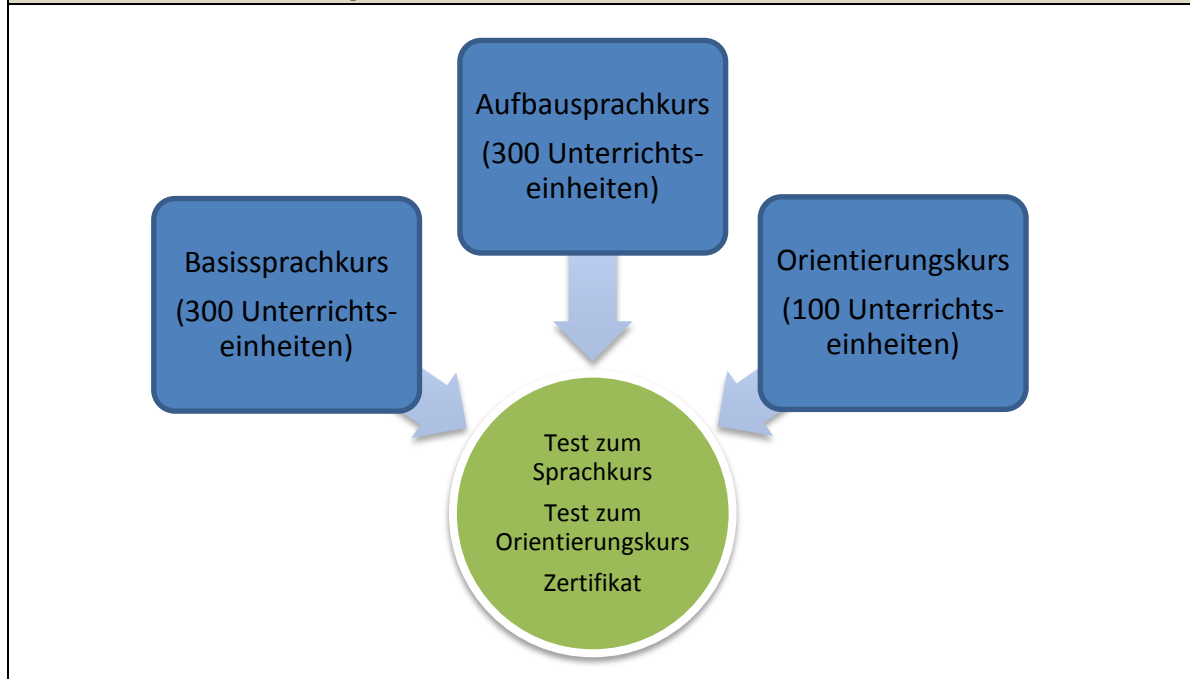 Basissprachkurs
(300 Unterrichts-
einheiten)
Aufbausprachkurs
(300 Unterrichts-
einheiten)
Orientierungskurs
(100 Unterrichts-
einheiten)
Test zum
Sprachkurs
Test zum
Orientierungskurs
Zertifikat